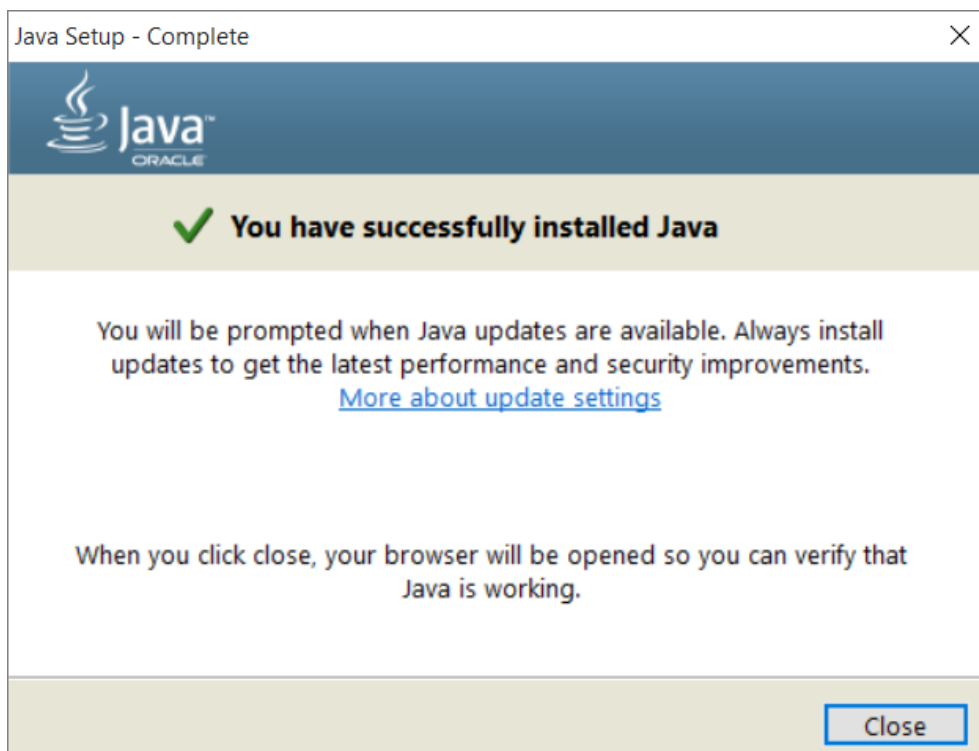 Java Setup - Complete
Java™
ORACLE
You have successfully installed Java
You will be prompted when Java updates are available. Always install
updates to get the latest performance and security improvements.
More about update settings
When you click close, your browser will be opened so you can verify that
Java is working.
Close